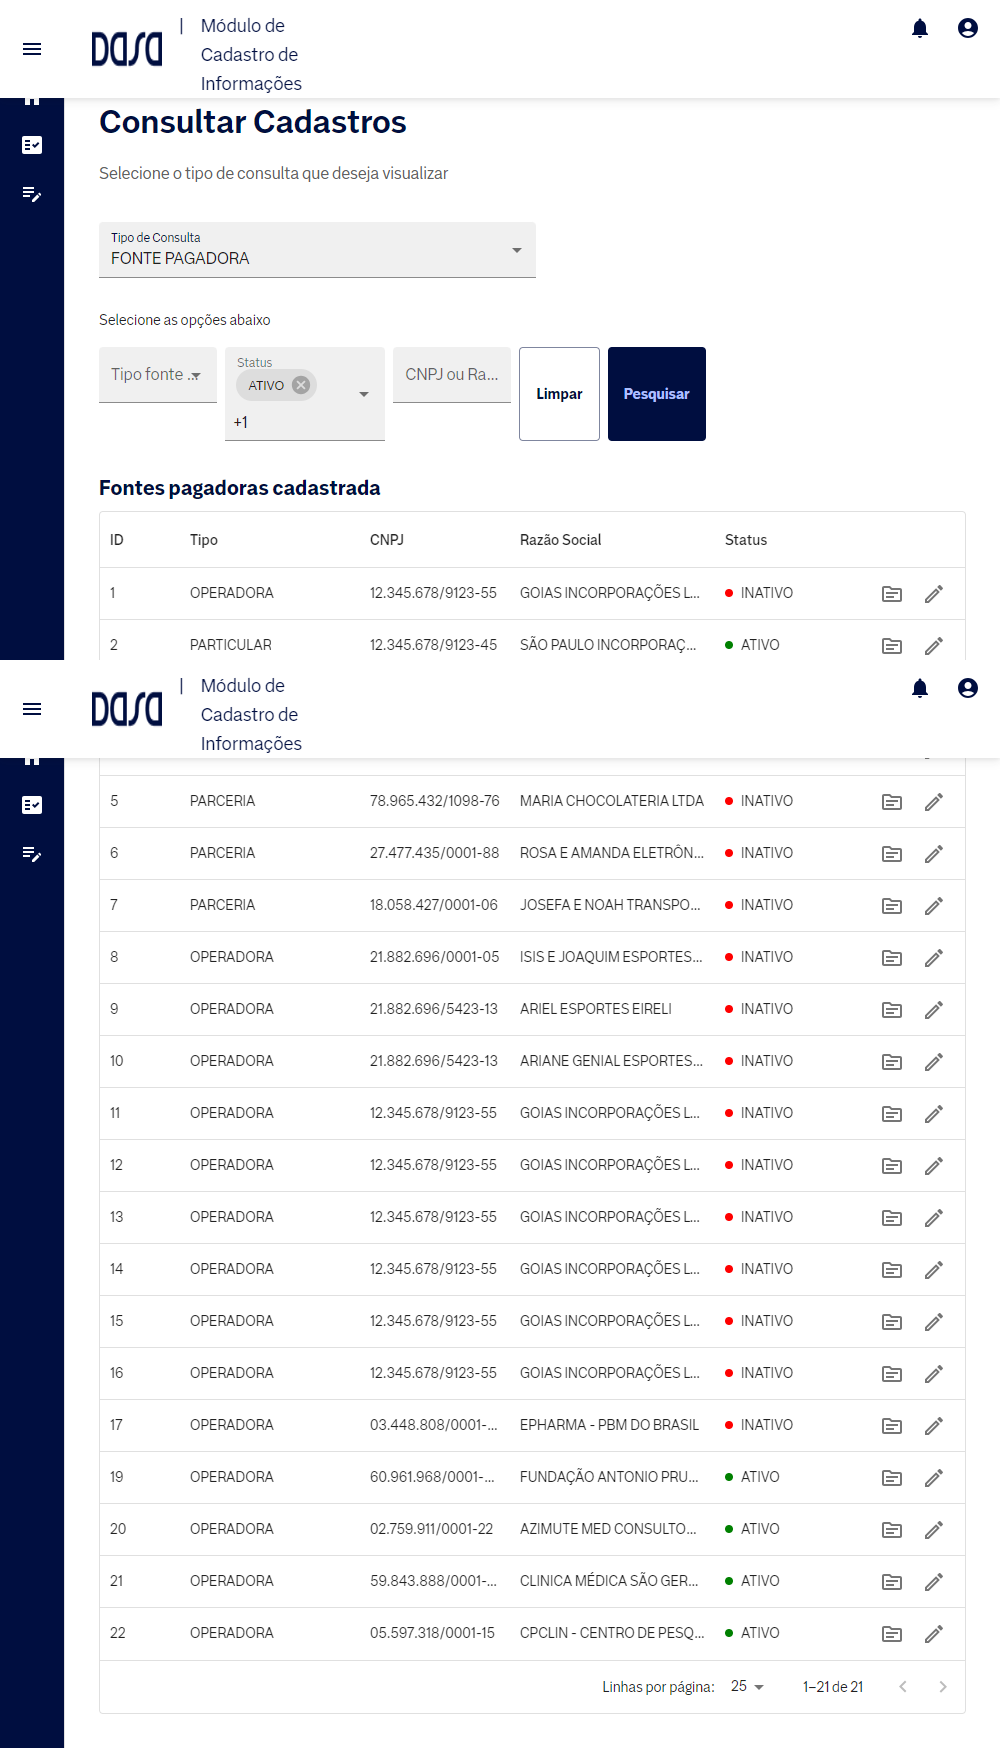 dasa | Módulo de
Cadastro de
Informações
Consultar Cadastros
Selecione o tipo de consulta que deseja visualizar
Tipo de Consulta
FONTE PAGADORA
Selecione as opções abaixo
Tipo fonte ...
Status
ATIVO
+1
CNPJ ou Ra...
Limpar
Pesquisar
Fontes pagadoras cadastrada
ID Tipo CNPJ Razão Social Status
1 OPERADORA 12.345.678/9123-55 GOIAS INCORPORAÇÕES L... INATIVO
2 PARTICULAR 12.345.678/9123-45 SÃO PAULO INCORPORAÇ... ATIVO
dasa | Módulo de
Cadastro de
Informações
5 PARCERIA 78.965.432/1098-76 MARIA CHOCOLATERIA LTDA INATIVO
6 PARCERIA 27.477.435/0001-88 ROSA E AMANDA ELETRÔN... INATIVO
7 PARCERIA 18.058.427/0001-06 JOSEFA E NOAH TRANSPO... INATIVO
8 OPERADORA 21.882.696/0001-05 ISIS E JOAQUIM ESPORTES... INATIVO
9 OPERADORA 21.882.696/5423-13 ARIEL ESPORTES EIRELI INATIVO
10 OPERADORA 21.882.696/5423-13 ARIANE GENIAL ESPORTES... INATIVO
11 OPERADORA 12.345.678/9123-55 GOIAS INCORPORAÇÕES L... INATIVO
12 OPERADORA 12.345.678/9123-55 GOIAS INCORPORAÇÕES L... INATIVO
13 OPERADORA 12.345.678/9123-55 GOIAS INCORPORAÇÕES L... INATIVO
14 OPERADORA 12.345.678/9123-55 GOIAS INCORPORAÇÕES L... INATIVO
15 OPERADORA 12.345.678/9123-55 GOIAS INCORPORAÇÕES L... INATIVO
16 OPERADORA 12.345.678/9123-55 GOIAS INCORPORAÇÕES L... INATIVO
17 OPERADORA 03.448.808/0001-... EPHARMA - PBM DO BRASIL INATIVO
19 OPERADORA 60.961.968/0001-... FUNDAÇÃO ANTONIO PRU... ATIVO
20 OPERADORA 02.759.911/0001-22 AZIMUTE MED CONSULTO... ATIVO
21 OPERADORA 59.843.888/0001-... CLINICA MÉDICA SÃO GER... ATIVO
22 OPERADORA 05.597.318/0001-15 CPCLIN - CENTRO DE PESQ... ATIVO
Linhas por página: 25 1–21 de 21